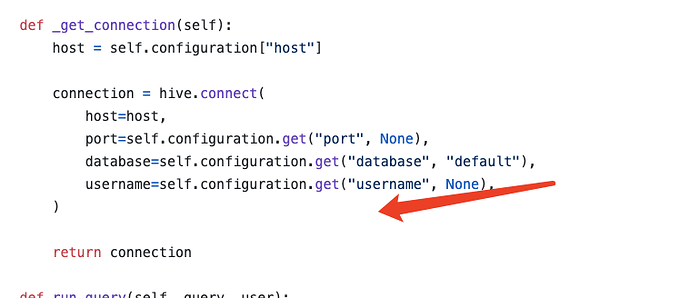 def _get_connection(self):
host = self.configuration["host"]
connection = hive.connect(
host=host,
port=self.configuration.get("port", None),
database=self.configuration.get("database", "default"),
username=self.configuration.get("username", None),
)
return connection
def run_query(self, query, user):